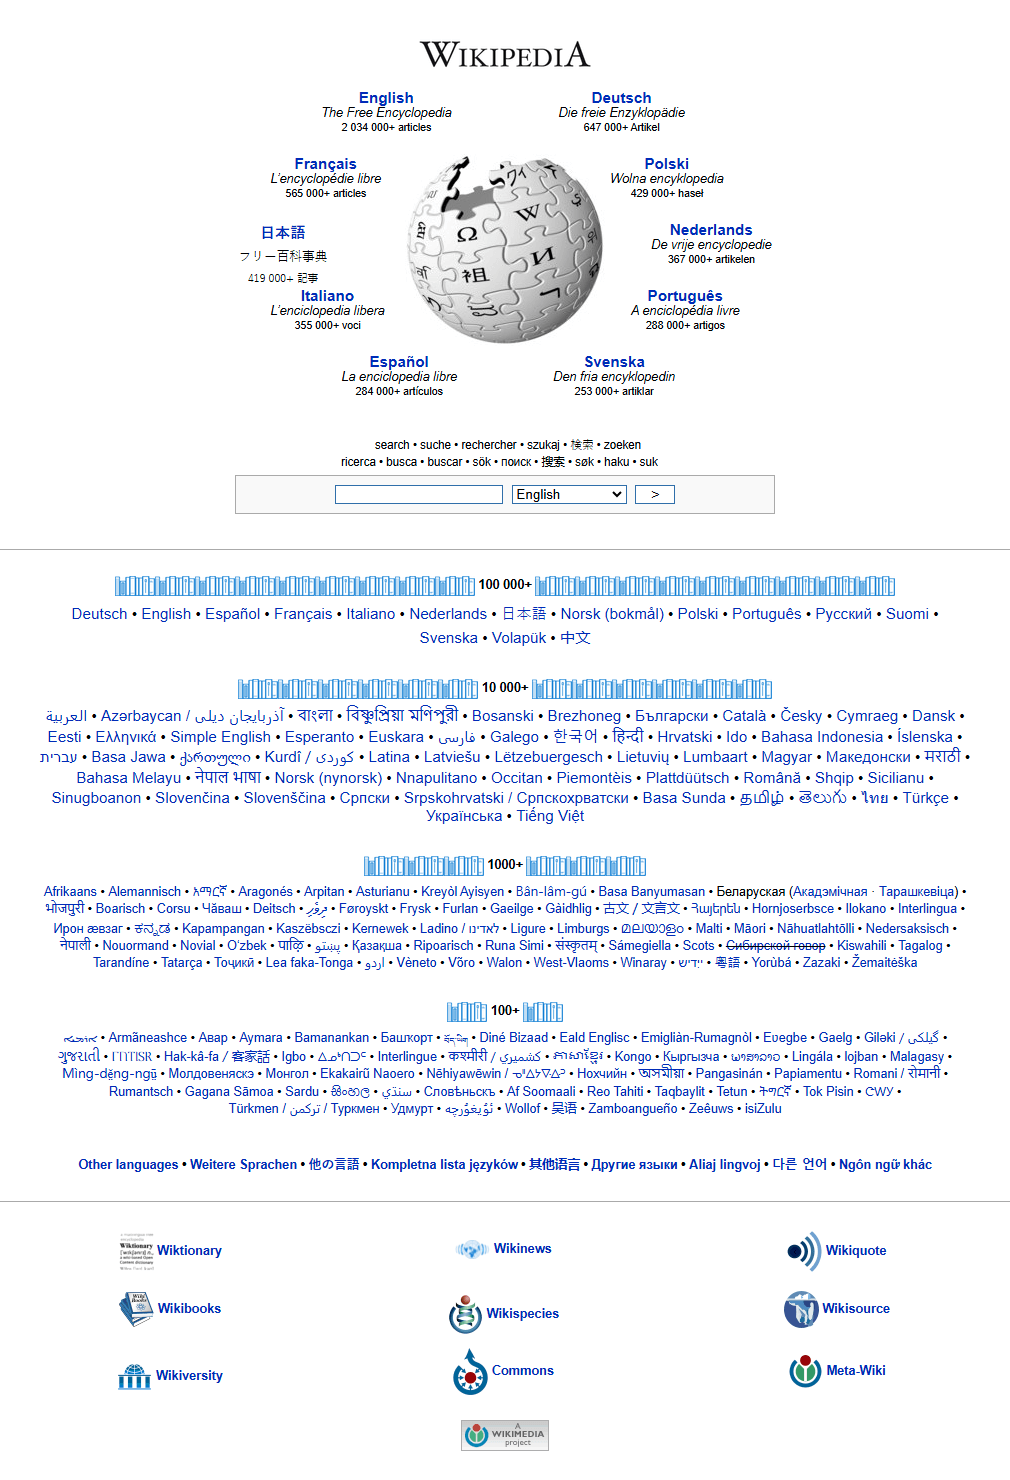 WIKIPEDIA
English
The Free Encyclopedia
2 034 000+ articles
Deutsch
Die freie Enzyklopädie
647 000+ Artikel
Français
L'encyclopédie libre
565 000+ articles
Polski
Wolna encyklopedia
429 000+ haseł
日本語
フリー百科事典
419 000+ 記事
Nederlands
De vrije encyclopedie
367 000+ artikelen
Italiano
L'enciclopedia libera
355 000+ voci
Português
A enciclopédia livre
288 000+ artigos
Español
La enciclopedia libre
284 000+ artículos
Svenska
Den fria encyklopedin
253 000+ artiklar
search • suche • rechercher • szukaj • 検索 • zoeken
ricerca • busca • buscar • sök • поиск • 搜索 • søk • haku • suk
English >
100 000+
Deutsch • English • Español • Français • Italiano • Nederlands • 日本語 • Norsk (bokmål) • Polski • Português • Русский • Suomi •
Svenska • Volapük • 中文
10 000+
العربية • Azərbaycan / آذربايجان ديلی • বাংলা • বিষ্ণুপ্রিয়া মণিপুরী • Bosanski • Brezhoneg • Български • Català • Česky • Cymraeg • Dansk •
Eesti • Ελληνικά • Simple English • Esperanto • Euskara • فارسی • Galego • 한국어 • हिन्दी • Hrvatski • Ido • Bahasa Indonesia • Íslenska •
עברית • Basa Jawa • ქართული • Kurdî / كوردی • Latina • Latviešu • Lëtzebuergesch • Lietuvių • Lumbaart • Magyar • Македонски • मराठी •
Bahasa Melayu • नेपाल भाषा • Norsk (nynorsk) • Nnapulitano • Occitan • Piemontèis • Plattdüütsch • Română • Shqip • Sicilianu •
Sinugboanon • Slovenčina • Slovenščina • Српски • Srpskohrvatski / Српскохрватски • Basa Sunda • தமிழ் • తెలుగు • ไทย • Türkçe •
Українська • Tiếng Việt
1000+
Afrikaans • Alemannisch • አማርኛ • Aragonés • Arpitan • Asturianu • Kreyòl Ayisyen • Bân-lâm-gú • Basa Banyumasan • Беларуская (Акадэмічная · Тарашкевіца) •
भोजपुरी • Boarisch • Corsu • Чăваш • Deitsch • ދިވެހި • Føroyskt • Frysk • Furlan • Gaeilge • Gàidhlig • 古文 / 文言文 • Հայերեն • Hornjoserbsce • Ilokano • Interlingua •
Ирон æвзаг • ಕನ್ನಡ • Kapampangan • Kaszëbsczi • Kernewek • Ladino / לאדינו • Ligure • Limburgs • മലയാളം • Malti • Māori • Nāhuatlahtōlli • Nedersaksisch •
नेपाली • Nouormand • Novial • O'zbek • पाऴि • پښتو • Қазақша • Ripoarisch • Runa Simi • संस्कृतम् • Sámegiella • Scots • Сибирской говор • Kiswahili • Tagalog •
Tarandíne • Tatarça • Тоҷикӣ • Lea faka-Tonga • اردو • Vèneto • Võro • Walon • West-Vlaoms • Winaray • ייִדיש • 粵語 • Yorùbá • Zazaki • Žemaitėška
100+
ܐܪܡܝܐ • Armãneashce • Авар • Aymara • Bamanankan • Башҡорт • བོད་ཡིག • Diné Bizaad • Eald Englisc • Emigliàn-Rumagnòl • Eʋegbe • Gaelg • Gileki / گیلکی •
ગુજરાતી • 𐌲𐌿𐍄𐌹𐍃𐌺 • Hak-kâ-fa / 客家話 • Igbo • ᐃᓄᒃᑎᑐᑦ • Interlingue • कश्मीरी / كشميري • ភាសាខ្មែរ • Kongo • Кыргызча • ພາສາລາວ • Lingála • lojban • Malagasy •
Mìng-dĕ̤ng-ngṳ̄ • Молдовеняскэ • Монгол • Ekakairũ Naoero • Nēhiyawēwin / ᓀᐦᐃᔭᐍᐏᐣ • Нохчийн • অসমীয়া • Pangasinán • Papiamentu • Romani / रोमानी •
Rumantsch • Gagana Sāmoa • Sardu • සිංහල • سنڌي • Словѣньскъ • Af Soomaali • Reo Tahiti • Taqbaylit • Tetun • ትግርኛ • Tok Pisin • ᏣᎳᎩ •
Türkmen / تركمن / Туркмен • Удмурт • ئۇيغۇرچه • Wollof • 吴语 • Zamboangueño • Zeêuws • isiZulu
Other languages • Weitere Sprachen • 他の言語 • Kompletna lista języków • 其他语言 • Другие языки • Aliaj lingvoj • 다른 언어 • Ngôn ngữ khác
Wiktionary
Wikinews
Wikiquote
Wikibooks
Wikispecies
Wikisource
Wikiversity
Commons
Meta-Wiki
A
WIKIMEDIA
project